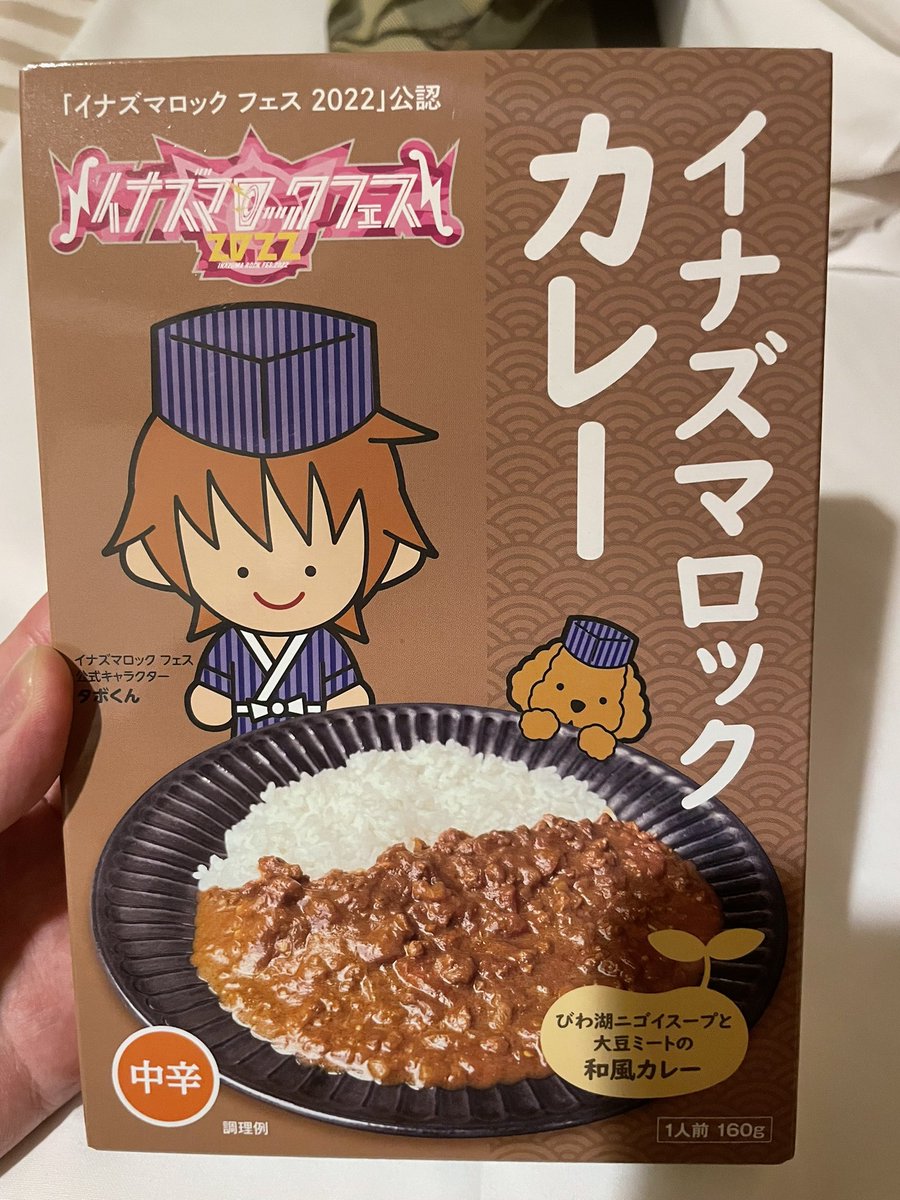 「イナズマロック フェス 2022」公認
イナズマロックフェス
2022
INAZUMA ROCK FES 2022
イナズマロック
カレー
イナズマロック フェス
公式キャラクター
タボくん
びわ湖ニゴイスープと
大豆ミートの
和風カレー
中辛
調理例
1人前 160g